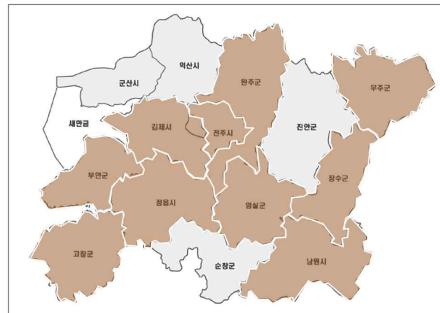 익산시
군산시
완주군
무주군
새만금
김제시
전주시
진안군
부안군
장수군
정읍시
임실군
고창군
순창군
남원시